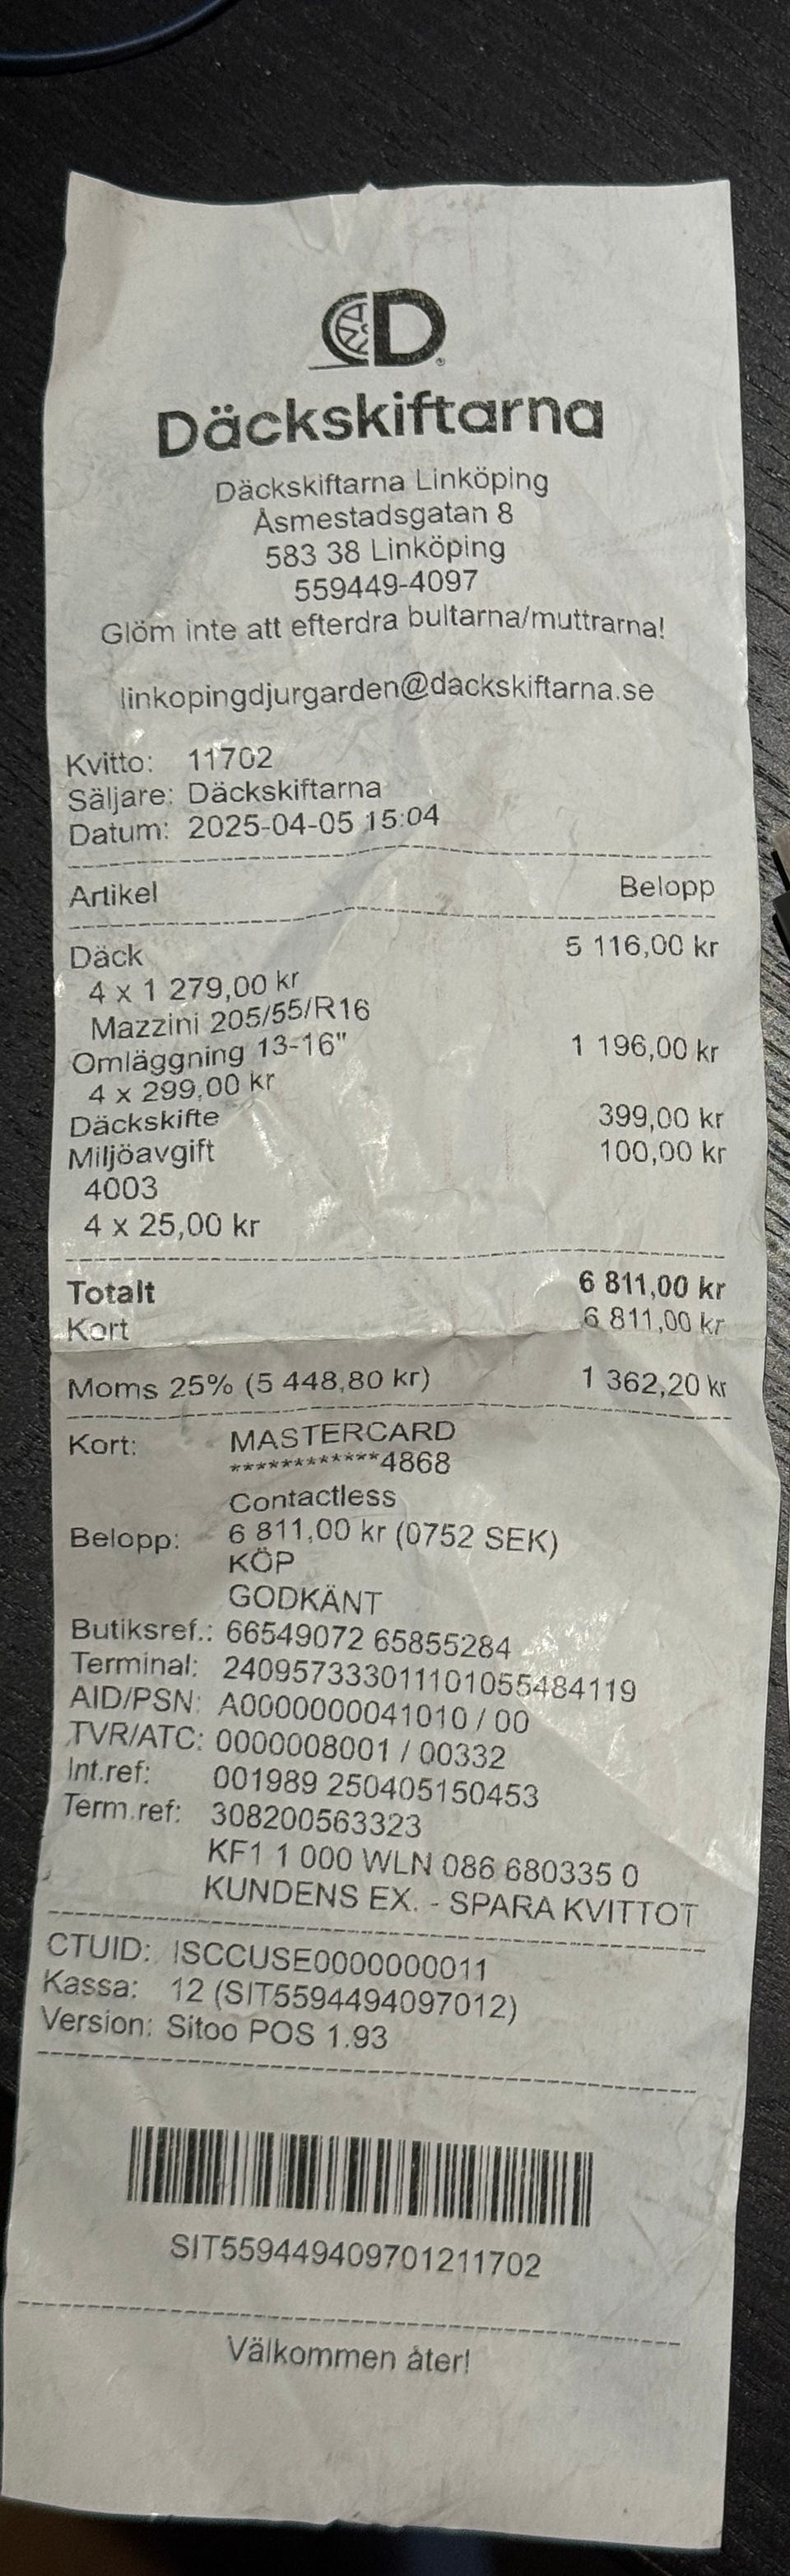 CD
Däckskiftarna
Däckskiftarna Linköping
Åsmestadsgatan 8
583 38 Linköping
559449-4097
Glöm inte att efterdra bultarna/muttrarna!
linkopingdjurgarden@dackskiftarna.se
Kvitto: 11702
Säljare: Däckskiftarna
Datum: 2025-04-05 15:04
Artikel Belopp
Däck 5 116,00 kr
4 x 1 279,00 kr
Mazzini 205/55/R16
Omläggning 13-16" 1 196,00 kr
4 x 299,00 kr
Däckskifte 399,00 kr
Miljöavgift 100,00 kr
4003
4 x 25,00 kr
Totalt 6 811,00 kr
Kort 6 811,00 kr
Moms 25% (5 448,80 kr) 1 362,20 kr
Kort: MASTERCARD
************4868
Contactless
Belopp: 6 811,00 kr (0752 SEK)
KÖP
GODKÄNT
Butiksref.: 66549072 65855284
Terminal: 240957333011101055484119
AID/PSN: A0000000041010 / 00
TVR/ATC: 0000008001 / 00332
Int.ref: 001989 250405150453
Term.ref: 308200563323
KF1 1 000 WLN 086 680335 0
KUNDENS EX. - SPARA KVITTOT
CTUID: ISCCUSE0000000011
Kassa: 12 (SIT5594494097012)
Version: Sitoo POS 1.93
SIT559449409701211702
Välkommen åter!